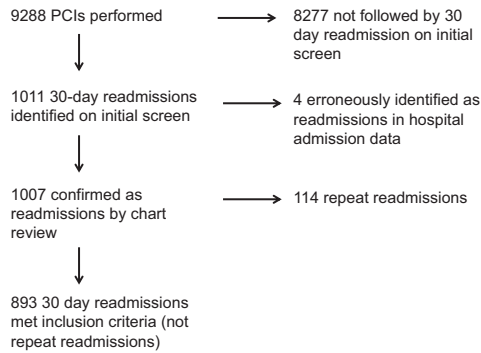 9288 PCIs performed
8277 not followed by 30
day readmission on initial
screen
1011 30-day readmissions
identified on initial screen
4 erroneously identified as
readmissions in hospital
admission data
1007 confirmed as
readmissions by chart
review
114 repeat readmissions
893 30 day readmissions
met inclusion criteria (not
repeat readmissions)